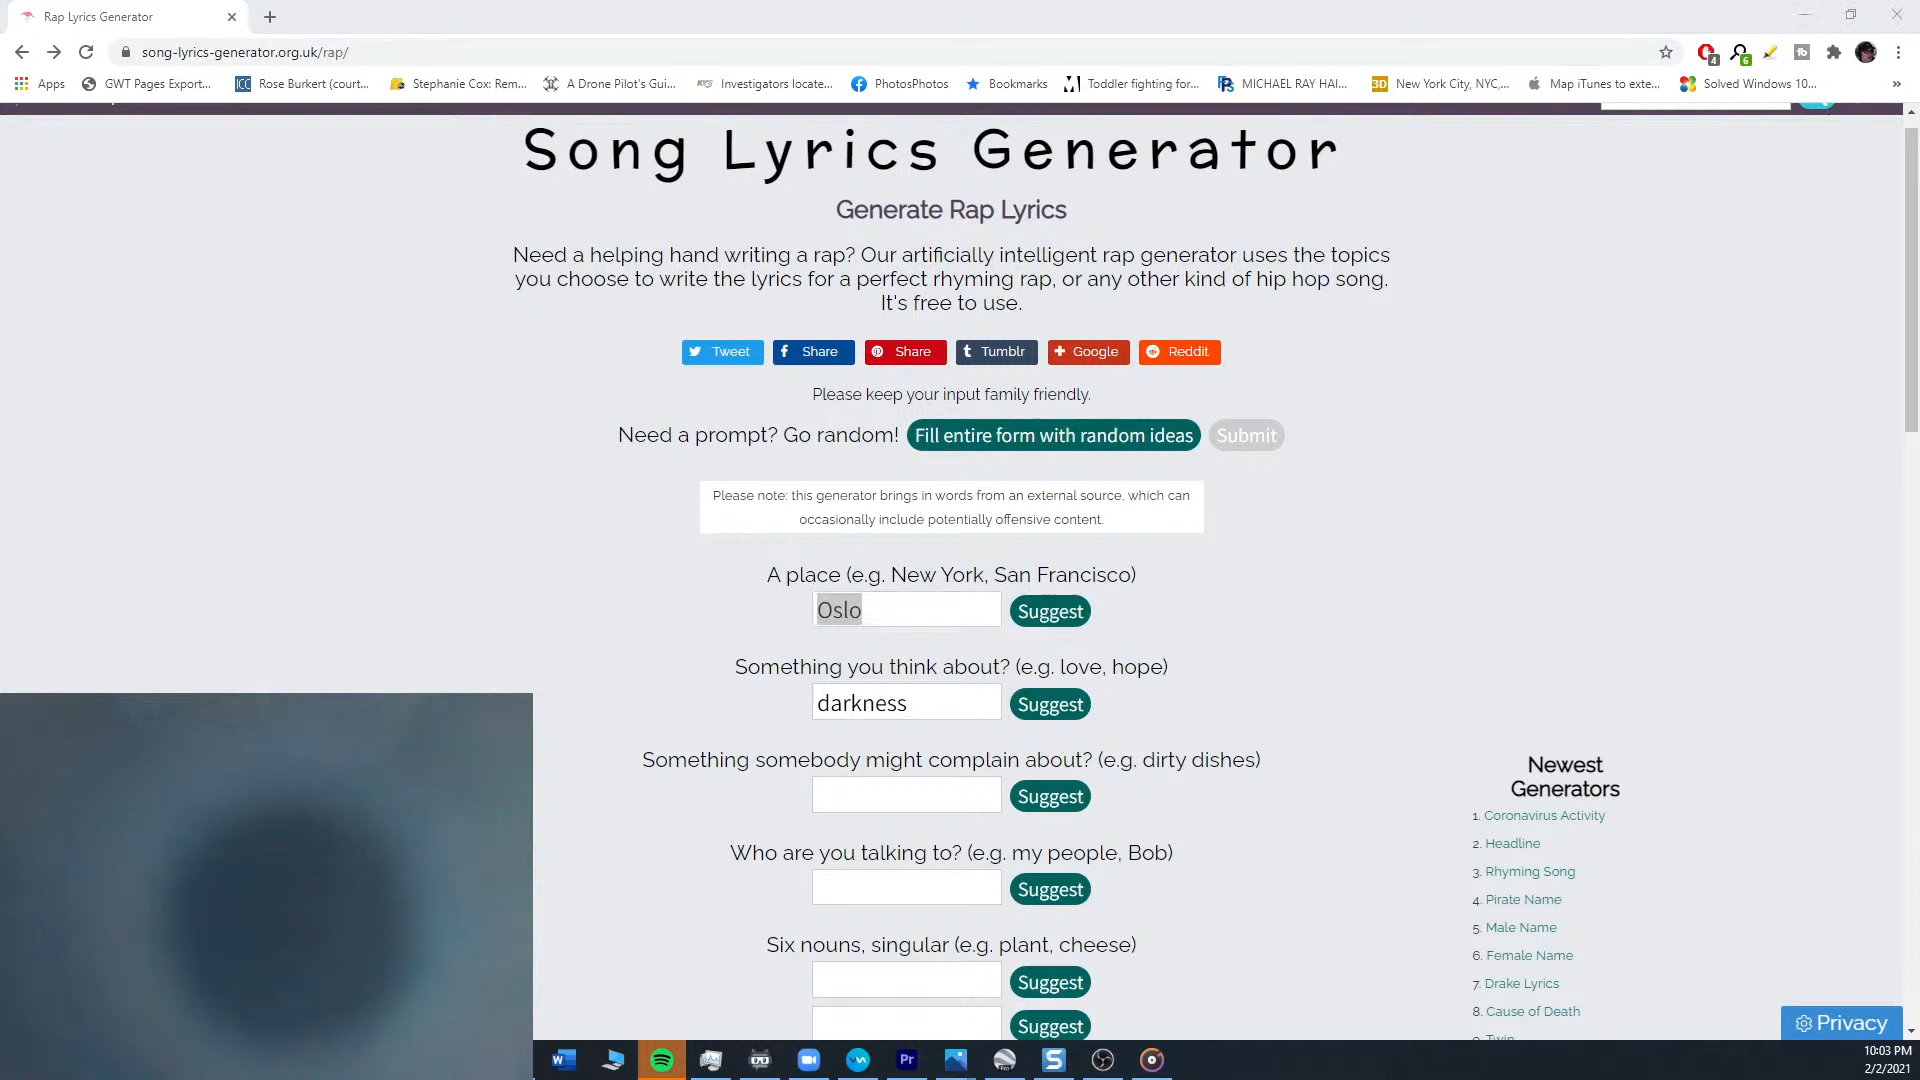 Rap Lyrics Generator
song-lyrics-generator.org.uk/rap/
4
6
Apps
GWT Pages Export...
Rose Burkert (court...
Stephanie Cox: Rem...
A Drone Pilot's Gui...
Investigators locate...
PhotosPhotos
Bookmarks
Toddler fighting for...
MICHAEL RAY HAI...
New York City, NYC,...
Map iTunes to exte...
Solved Windows 10...
Song Lyrics Generator
Generate Rap Lyrics
Need a helping hand writing a rap? Our artificially intelligent rap generator uses the topics
you choose to write the lyrics for a perfect rhyming rap, or any other kind of hip hop song.
It's free to use.
Tweet
Share
Share
Tumblr
Google
Reddit
Please keep your input family friendly.
Need a prompt? Go random! Fill entire form with random ideas Submit
Please note: this generator brings in words from an external source, which can
occasionally include potentially offensive content.
A place (e.g. New York, San Francisco)
Oslo Suggest
Something you think about? (e.g. love, hope)
darkness Suggest
Something somebody might complain about? (e.g. dirty dishes)
Suggest
Who are you talking to? (e.g. my people, Bob)
Suggest
Six nouns, singular (e.g. plant, cheese)
Suggest
Suggest
Newest
Generators
1. Coronavirus Activity
2. Headline
3. Rhyming Song
4. Pirate Name
5. Male Name
6. Female Name
7. Drake Lyrics
8. Cause of Death
Privacy
10:03 PM
2/2/2021